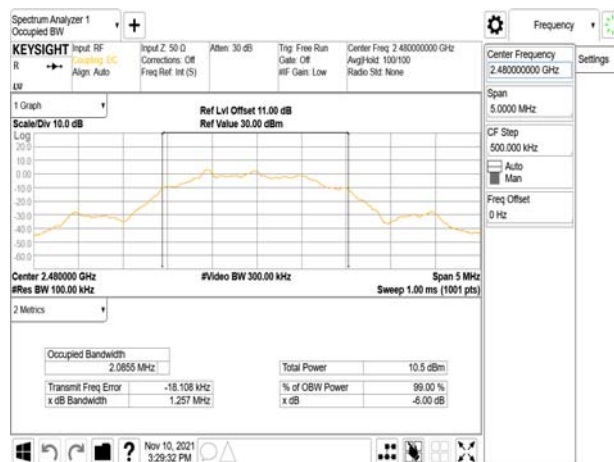 Spectrum Analyzer 1
Occupied BW
Frequency
KEYSIGHT
Input: RF
Input Z: 50 Ω
Atten: 30 dB
Trig: Free Run
Center Freq: 2.480000000 GHz
R
Coupling: DC
Corrections: Off
Gate: Off
Avg|Hold: 100/100
Align: Auto
Freq Ref: Int (S)
#IF Gain: Low
Radio Std: None
LXI
Center Frequency
2.480000000 GHz
Settings
Span
5.0000 MHz
CF Step
500.000 kHz
Auto
Man
Freq Offset
0 Hz
1 Graph
Ref Lvl Offset 11.00 dB
Scale/Div 10.0 dB
Ref Value 30.00 dBm
Log
20.0
10.0
0.00
-10.0
-20.0
-30.0
-40.0
-50.0
-60.0
Center 2.480000 GHz
#Video BW 300.00 kHz
Span 5 MHz
#Res BW 100.00 kHz
Sweep 1.00 ms (1001 pts)
2 Metrics
Occupied Bandwidth
2.0855 MHz
Total Power
10.5 dBm
Transmit Freq Error
-18.108 kHz
% of OBW Power
99.00 %
x dB Bandwidth
1.257 MHz
x dB
-6.00 dB
Nov 10, 2021
3:29:32 PM